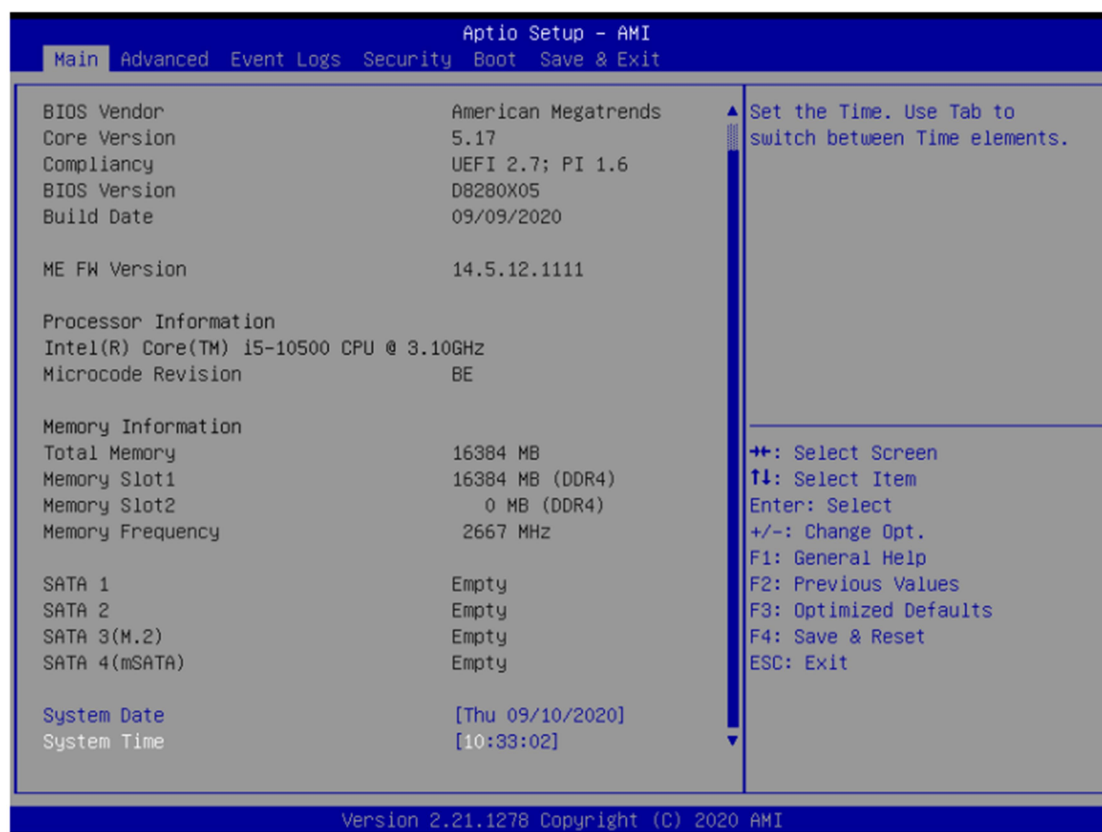 Aptio Setup - AMI
Main Advanced Event Logs Security Boot Save & Exit
BIOS Vendor American Megatrends
Core Version 5.17
Compliancy UEFI 2.7; PI 1.6
BIOS Version D8280X05
Build Date 09/09/2020
ME FW Version 14.5.12.1111
Processor Information
Intel(R) Core(TM) i5-10500 CPU @ 3.10GHz
Microcode Revision BE
Memory Information
Total Memory 16384 MB
Memory Slot1 16384 MB (DDR4)
Memory Slot2 0 MB (DDR4)
Memory Frequency 2667 MHz
SATA 1 Empty
SATA 2 Empty
SATA 3(M.2) Empty
SATA 4(mSATA) Empty
System Date [Thu 09/10/2020]
System Time [10:33:02]
Set the Time. Use Tab to
switch between Time elements.
→←: Select Screen
↑↓: Select Item
Enter: Select
+/-: Change Opt.
F1: General Help
F2: Previous Values
F3: Optimized Defaults
F4: Save & Reset
ESC: Exit
Version 2.21.1278 Copyright (C) 2020 AMI